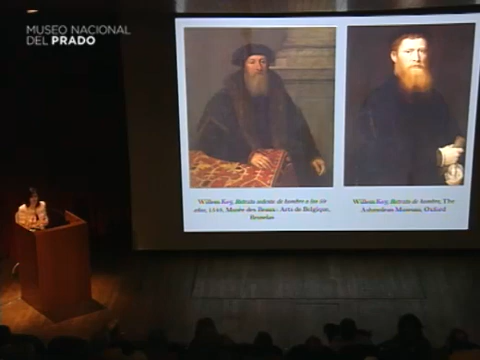 MUSEO NACIONAL
DEL PRADO
Willem Key, Retrato sedente de hombre a los
años, 1543, Musée des Beaux-Arts de Belgique,
Bruselas
Willem Key, Retrato de hombre, The
Ashmolean Museum, Oxford